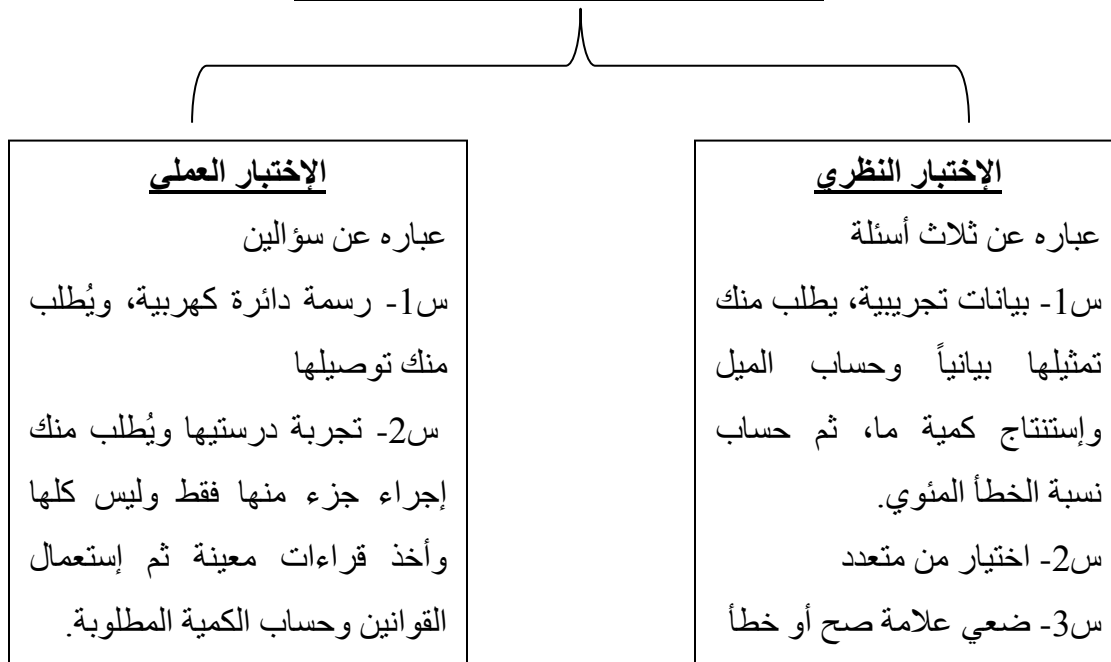 الإختبار النظري
عباره عن ثلاث أسئلة
س1- بيانات تجريبية، يطلب منك
تمثيلها بيانياً وحساب الميل
وإستنتاج كمية ما، ثم حساب
نسبة الخطأ المئوي.
س2- اختيار من متعدد
س3- ضعي علامة صح أو خطأ
الإختبار العملي
عباره عن سؤالين
س1- رسمة دائرة كهربية، ويُطلب
منك توصيلها
س2- تجربة درستيها ويُطلب منك
إجراء جزء منها فقط وليس كلها
وأخذ قراءات معينة ثم إستعمال
القوانين وحساب الكمية المطلوبة.